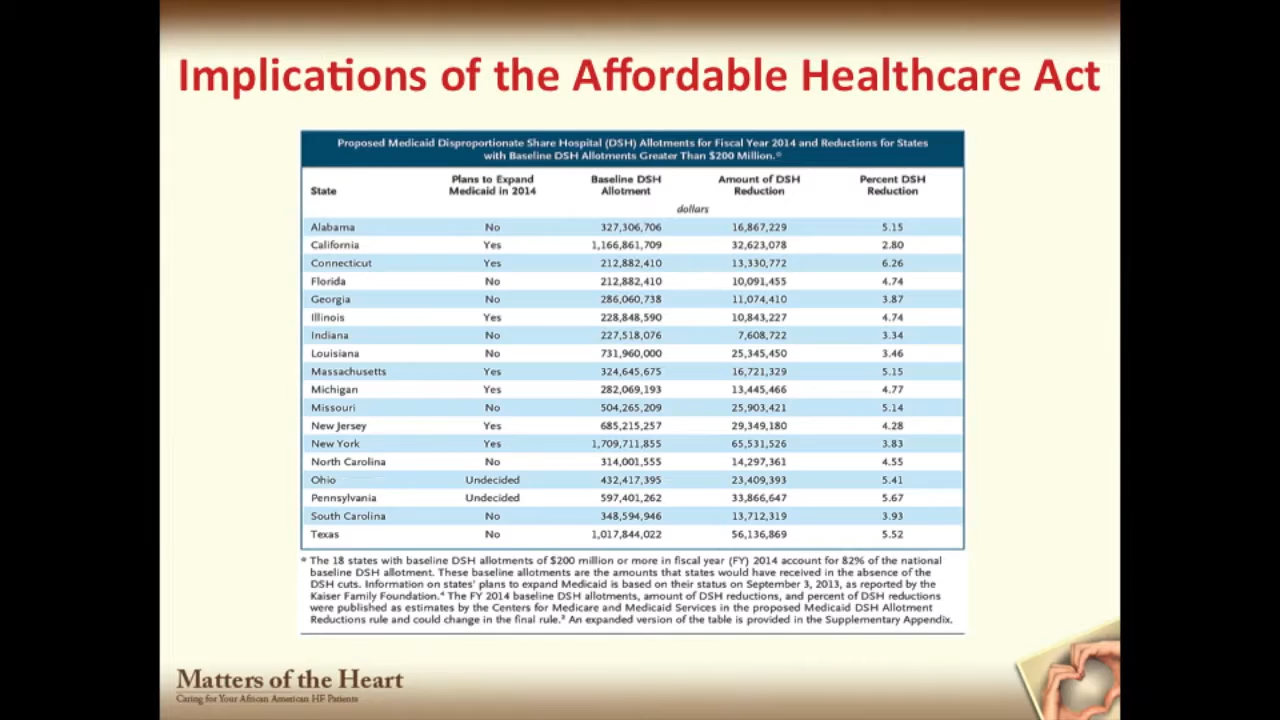 Implications of the Affordable Healthcare Act
Proposed Medicaid Disproportionate Share Hospital (DSH) Allotments for Fiscal Year 2014 and Reductions for States
with Baseline DSH Allotments Greater Than $200 Million.*
State Plans to Expand Medicaid in 2014 Baseline DSH Allotment Amount of DSH Reduction Percent DSH Reduction
dollars
Alabama No 327,306,706 16,867,229 5.15
California Yes 1,166,861,709 32,623,078 2.80
Connecticut Yes 212,882,410 13,330,772 6.26
Florida No 212,882,410 10,091,455 4.74
Georgia No 286,060,738 11,074,410 3.87
Illinois Yes 228,848,590 10,843,227 4.74
Indiana No 227,518,076 7,608,722 3.34
Louisiana No 731,960,000 25,345,450 3.46
Massachusetts Yes 324,645,675 16,721,329 5.15
Michigan Yes 282,069,193 13,445,466 4.77
Missouri No 504,265,209 25,903,421 5.14
New Jersey Yes 685,215,257 29,349,180 4.28
New York Yes 1,709,711,855 65,531,526 3.83
North Carolina No 314,001,555 14,297,361 4.55
Ohio Undecided 432,417,395 23,409,393 5.41
Pennsylvania Undecided 597,401,262 33,866,647 5.67
South Carolina No 348,594,946 13,712,319 3.93
Texas No 1,017,844,022 56,136,869 5.52
* The 18 states with baseline DSH allotments of $200 million or more in fiscal year (FY) 2014 account for 82% of the national
baseline DSH allotment. These baseline allotments are the amounts that states would have received in the absence of the
DSH cuts. Information on states' plans to expand Medicaid is based on their status on September 3, 2013, as reported by the
Kaiser Family Foundation.⁴ The FY 2014 baseline DSH allotments, amount of DSH reductions, and percent of DSH reductions
were published as estimates by the Centers for Medicare and Medicaid Services in the proposed Medicaid DSH Allotment
Reductions rule and could change in the final rule.³ An expanded version of the table is provided in the Supplementary Appendix.
Matters of the Heart
Caring for Your African American HF Patients